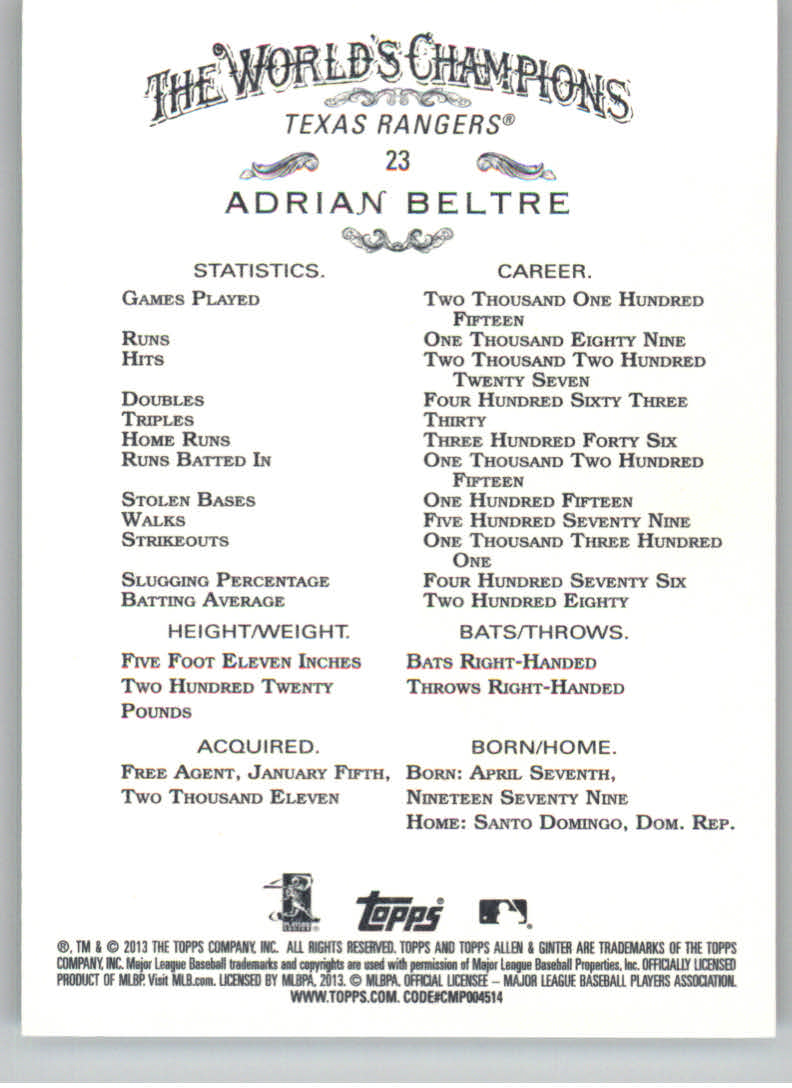 THE WORLD'S CHAMPIONS
TEXAS RANGERS®
23
ADRIAN BELTRE
STATISTICS. CAREER.
GAMES PLAYED TWO THOUSAND ONE HUNDRED
FIFTEEN
RUNS ONE THOUSAND EIGHTY NINE
HITS TWO THOUSAND TWO HUNDRED
TWENTY SEVEN
DOUBLES FOUR HUNDRED SIXTY THREE
TRIPLES THIRTY
HOME RUNS THREE HUNDRED FORTY SIX
RUNS BATTED IN ONE THOUSAND TWO HUNDRED
FIFTEEN
STOLEN BASES ONE HUNDRED FIFTEEN
WALKS FIVE HUNDRED SEVENTY NINE
STRIKEOUTS ONE THOUSAND THREE HUNDRED
ONE
SLUGGING PERCENTAGE FOUR HUNDRED SEVENTY SIX
BATTING AVERAGE TWO HUNDRED EIGHTY
HEIGHT/WEIGHT.
FIVE FOOT ELEVEN INCHES
TWO HUNDRED TWENTY
POUNDS
BATS/THROWS.
BATS RIGHT-HANDED
THROWS RIGHT-HANDED
ACQUIRED.
FREE AGENT, JANUARY FIFTH,
TWO THOUSAND ELEVEN
BORN/HOME.
BORN: APRIL SEVENTH,
NINETEEN SEVENTY NINE
HOME: SANTO DOMINGO, DOM. REP.
Topps®
®, TM & © 2013 THE TOPPS COMPANY, INC. ALL RIGHTS RESERVED. TOPPS AND TOPPS ALLEN & GINTER ARE TRADEMARKS OF THE TOPPS
COMPANY, INC. Major League Baseball trademarks and copyrights are used with permission of Major League Baseball Properties, Inc. OFFICIALLY LICENSED
PRODUCT OF MLBP. Visit MLB.com. LICENSED BY MLBPA, 2013. © MLBPA, OFFICIAL LICENSEE – MAJOR LEAGUE BASEBALL PLAYERS ASSOCIATION.
WWW.TOPPS.COM. CODE#CMP004514